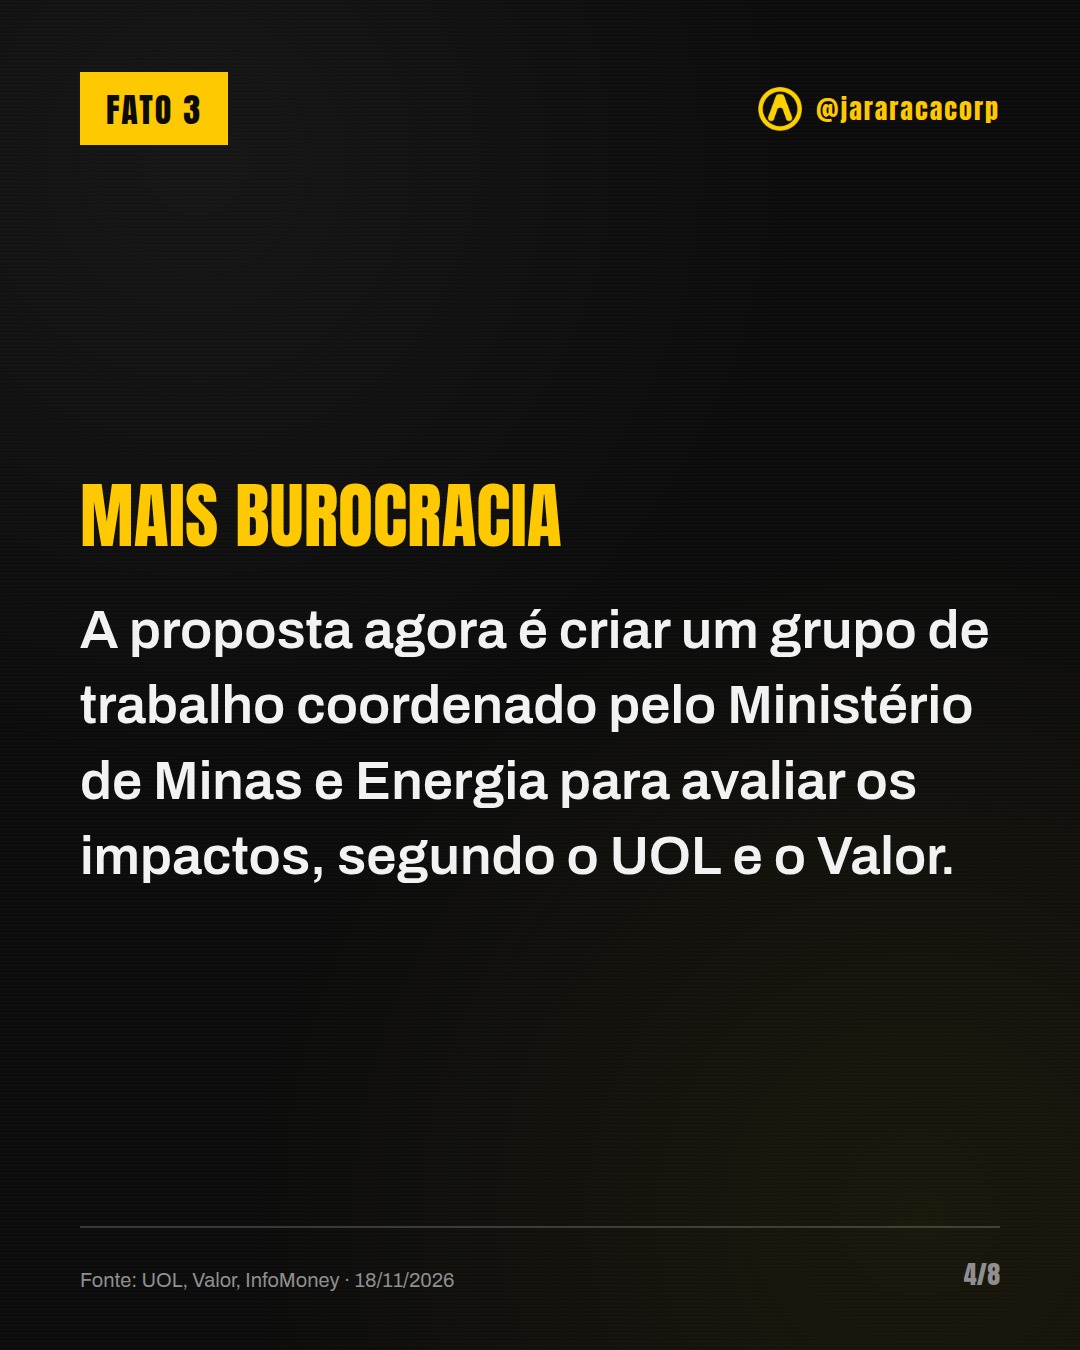 FATO 3
@jararacacorp
MAIS BUROCRACIA
A proposta agora é criar um grupo de
trabalho coordenado pelo Ministério
de Minas e Energia para avaliar os
impactos, segundo o UOL e o Valor.
Fonte: UOL, Valor, InfoMoney · 18/11/2026
4/8